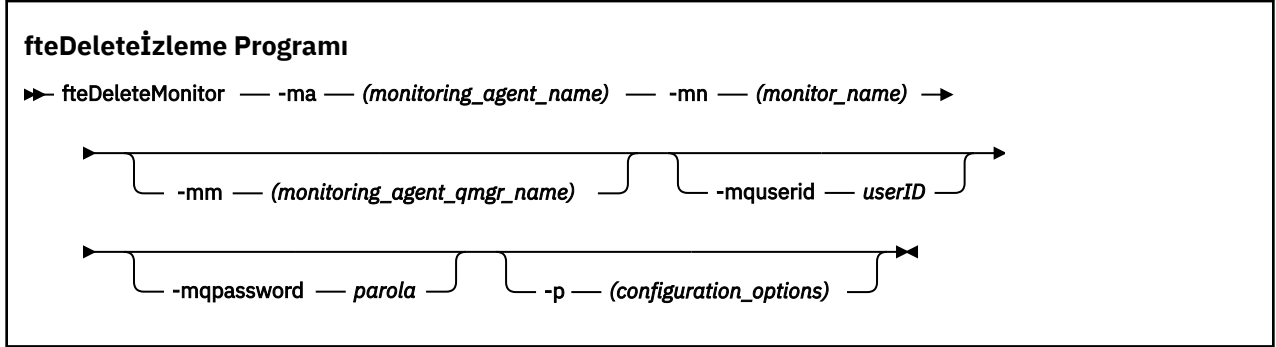 fteDeleteİzleme Programı
fteDeleteMonitor -ma (monitoring_agent_name) -mn (monitor_name)
-mm (monitoring_agent_qmgr_name) -mquserid userID
-mqpassword parola -p (configuration_options)